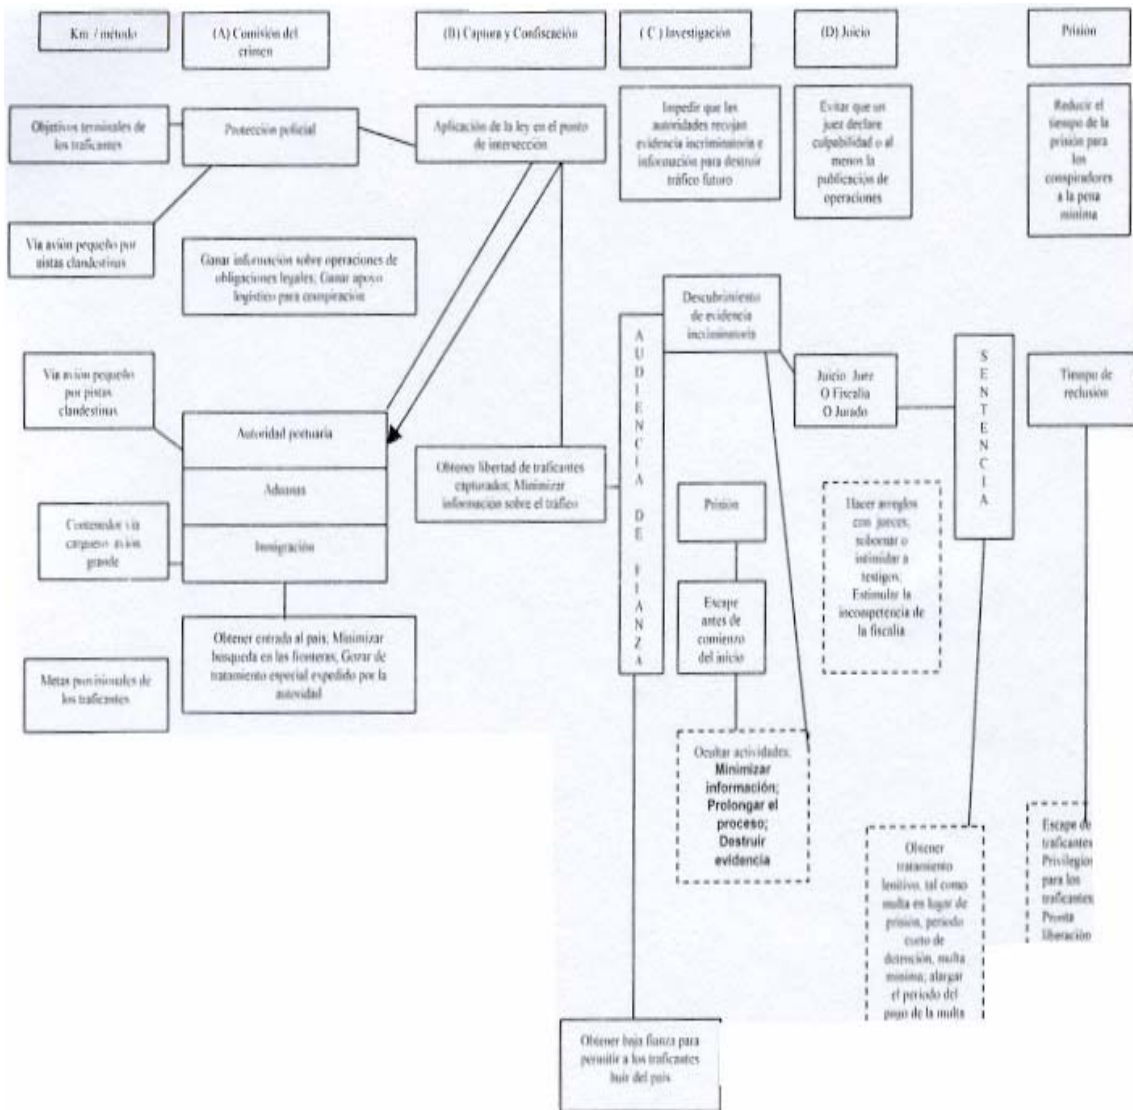 Km / método
(A) Comisión del
crimen
(B) Captura y Confiscación
( C ) Investigación
(D) Juicio
Prisión
Objetivos terminales de
los traficantes
Protección policial
Aplicación de la ley en el punto
de intersección
Impedir que las
autoridades recojan
evidencia incriminatoria e
información para destruir
tráfico futuro
Evitar que un
juez declare
culpabilidad o al
menos la
publicación de
operaciones
Reducir el
tiempo de la
prisión para
los
conspiradores
a la pena
mínima
Vía avión pequeño por
pistas clandestinas
Ganar información sobre operaciones de
obligaciones legales; Ganar apoyo
logístico para conspiración
Descubrimiento
de evidencia
incriminatoria
AUDIENCIA DE FIANZA
SENTENCIA
Vía avión pequeño
por pistas
clandestinas
Juicio Juez
O Fiscalía
O Jurado
Tiempo de
reclusión
Autoridad portuaria
Aduanas
Inmigración
Obtener libertad de traficantes
capturados; Minimizar
información sobre el tráfico
Contenedor vía
carguero avión
grande
Prisión
Hacer arreglos
con jueces,
sobornar o
intimidar a
testigos;
Estimular la
incompetencia de
la fiscalía
Escape
antes de
comienzo
del juicio
Obtener entrada al país; Minimizar
búsqueda en las fronteras; Gozar de
tratamiento especial expedido por la
autoridad
Metas provisionales de
los traficantes
Ocultar actividades;
Minimizar
información;
Prolongar el
proceso;
Destruir
evidencia
Obtener
tratamiento
lenitivo, tal como
multa en lugar de
prisión, periodo
corto de
detención, multa
mínima; alargar
el periodo del
pago de la multa
Escape de
traficantes
Privilegios
para los
traficantes;
Pronta
liberación
Obtener baja fianza para
permitir a los traficantes
huir del país